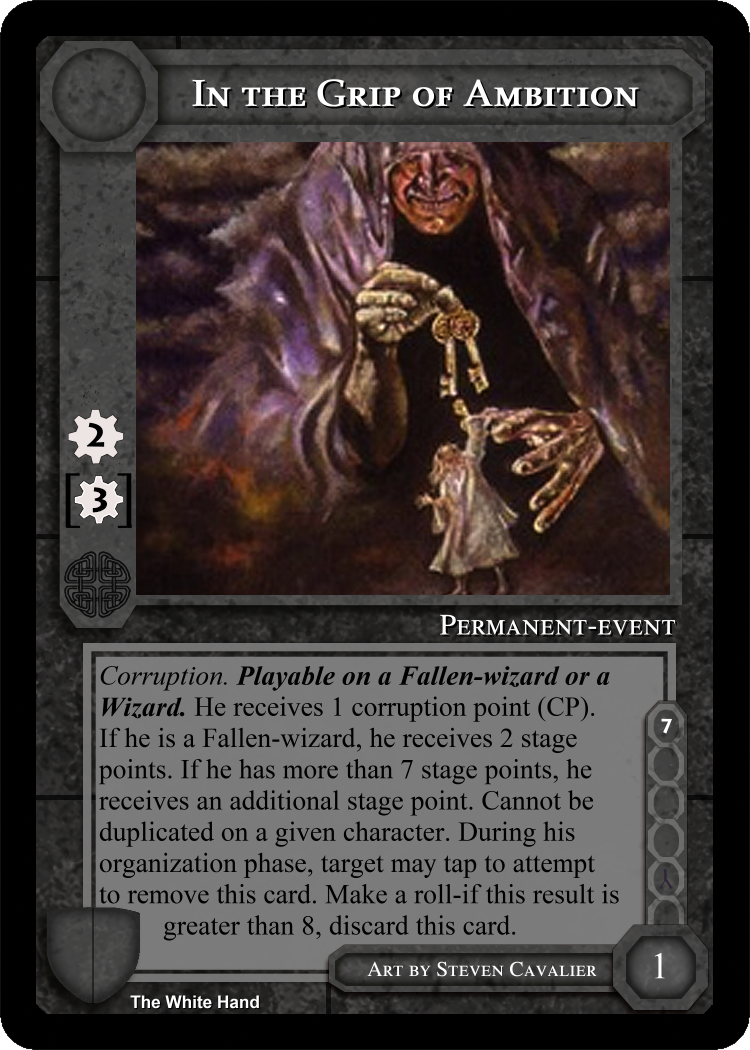 In the Grip of Ambition
2
[3]
Permanent-event
Corruption. Playable on a Fallen-wizard or a
Wizard. He receives 1 corruption point (CP).
If he is a Fallen-wizard, he receives 2 stage
points. If he has more than 7 stage points, he
receives an additional stage point. Cannot be
duplicated on a given character. During his
organization phase, target may tap to attempt
to remove this card. Make a roll-if this result is
greater than 8, discard this card.
7
Art by Steven Cavalier
1
The White Hand